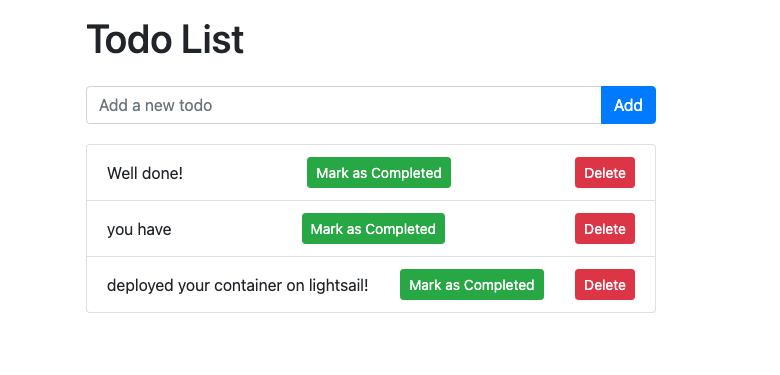 Todo List
Add a new todo Add
Well done! Mark as Completed Delete
you have Mark as Completed Delete
deployed your container on lightsail! Mark as Completed Delete